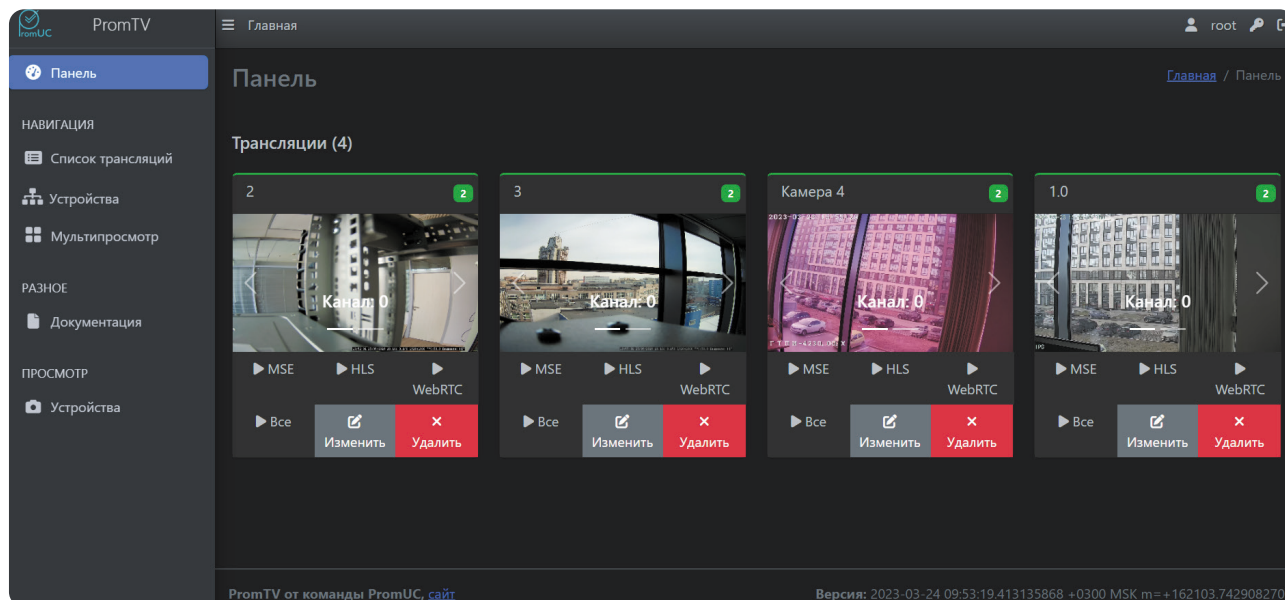 PromUC
PromTV
Главная
root
Панель
НАВИГАЦИЯ
Список трансляций
Устройства
Мультипросмотр
РАЗНОЕ
Документация
ПРОСМОТР
Устройства
Панель
Главная / Панель
Трансляции (4)
2 2
Канал: 0
MSE HLS WebRTC
Все Изменить Удалить
3 2
Канал: 0
MSE HLS WebRTC
Все Изменить Удалить
Камера 4 2
Канал: 0
MSE HLS WebRTC
Все Изменить Удалить
1.0 2
Канал: 0
MSE HLS WebRTC
Все Изменить Удалить
PromTV от команды PromUC, сайт
Версия: 2023-03-24 09:53:19.413135868 +0300 MSK m=+162103.742908270